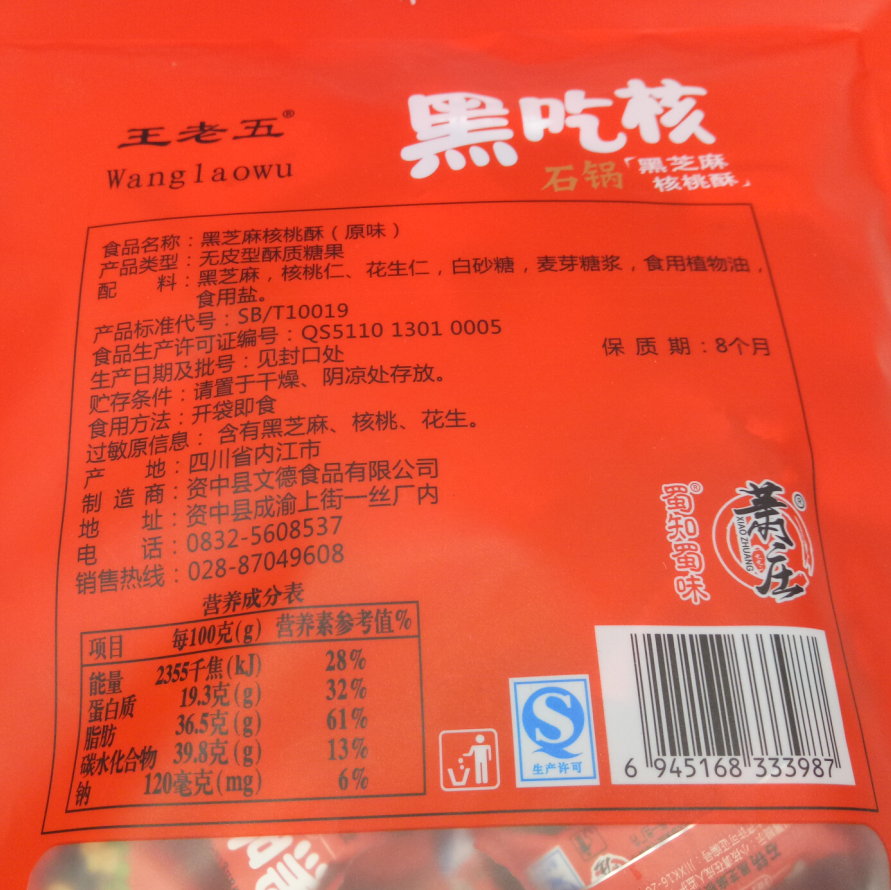 王老五®
Wanglaowu
黑吃核
石锅「黑芝麻
核桃酥」
食品名称：黑芝麻核桃酥（原味）
产品类型：无皮型酥质糖果
配 料：黑芝麻，核桃仁、花生仁，白砂糖，麦芽糖浆，食用植物油，
食用盐。
产品标准代号：SB/T10019
食品生产许可证编号：QS5110 1301 0005
生产日期及批号：见封口处
保 质 期：8个月
贮存条件：请置于干燥、阴凉处存放。
食用方法：开袋即食
过敏原信息：含有黑芝麻、核桃、花生。
产 地：四川省内江市
制 造 商：资中县文德食品有限公司
地 址：资中县成渝上街一丝厂内
电 话：0832-5608537
销售热线：028-87049608
蜀知蜀味®
萧庄®
XIAO ZHUANG
营养成分表
项目 每100克(g) 营养素参考值%
能量 2355千焦(kJ) 28%
蛋白质 19.3克(g) 32%
脂肪 36.5克(g) 61%
碳水化合物 39.8克(g) 13%
钠 120毫克(mg) 6%
生产许可
6 945168 333987